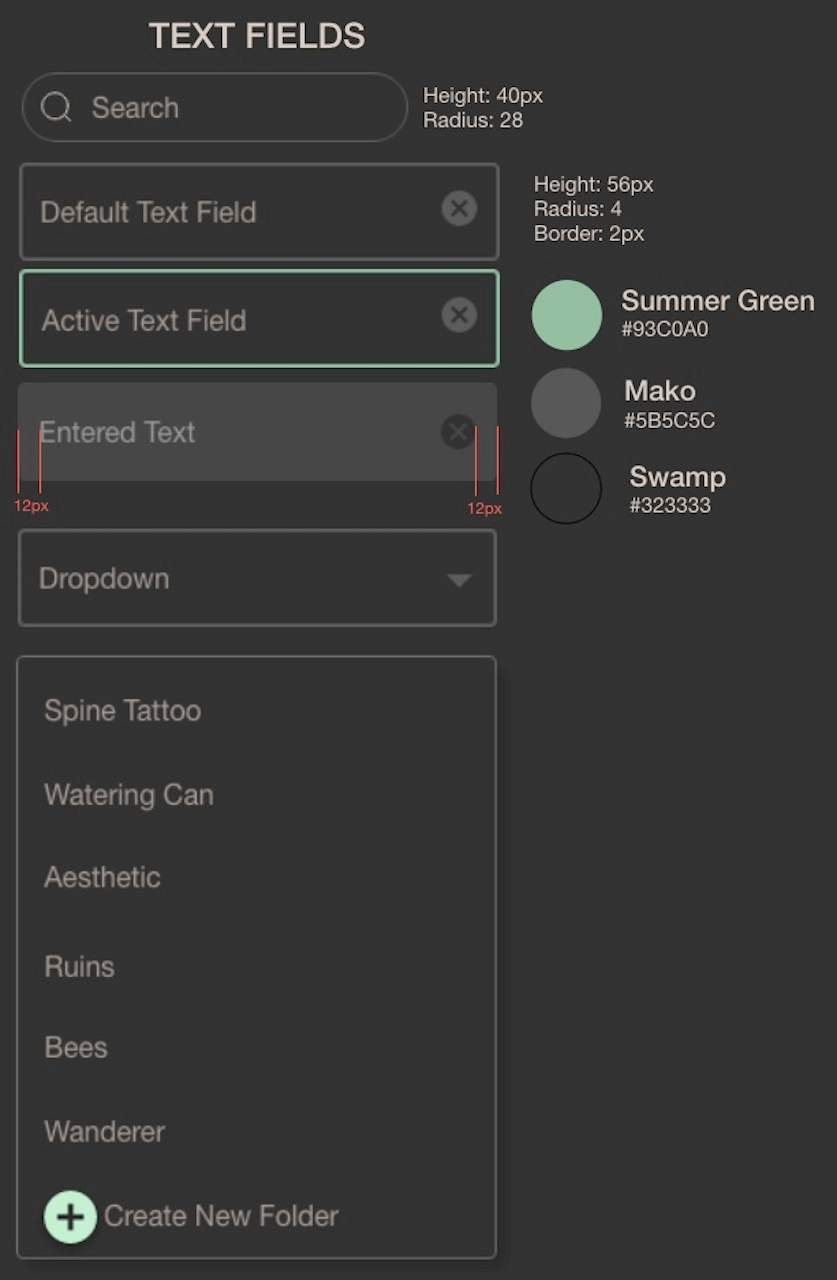 TEXT FIELDS
Search
Height: 40px
Radius: 28
Default Text Field
Height: 56px
Radius: 4
Border: 2px
Active Text Field
Summer Green
#93C0A0
Mako
#5B5C5C
Entered Text
Swamp
#323333
12px
12px
Dropdown
Spine Tattoo
Watering Can
Aesthetic
Ruins
Bees
Wanderer
Create New Folder